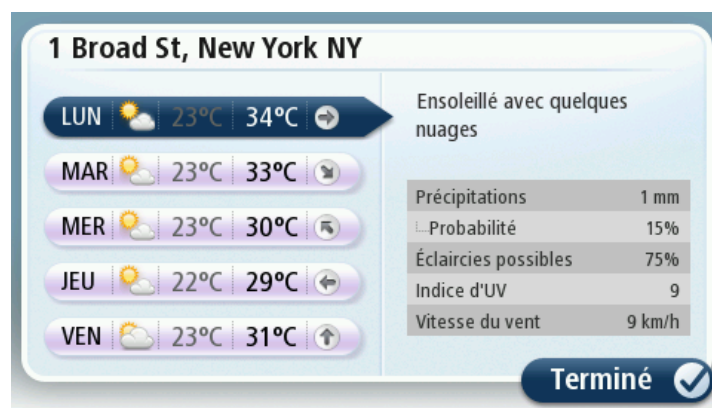 1 Broad St, New York NY
LUN 23°C 34°C
MAR 23°C 33°C
MER 23°C 30°C
JEU 22°C 29°C
VEN 23°C 31°C
Ensoleillé avec quelques
nuages
Précipitations 1 mm
Probabilité 15%
Éclaircies possibles 75%
Indice d'UV 9
Vitesse du vent 9 km/h
Terminé